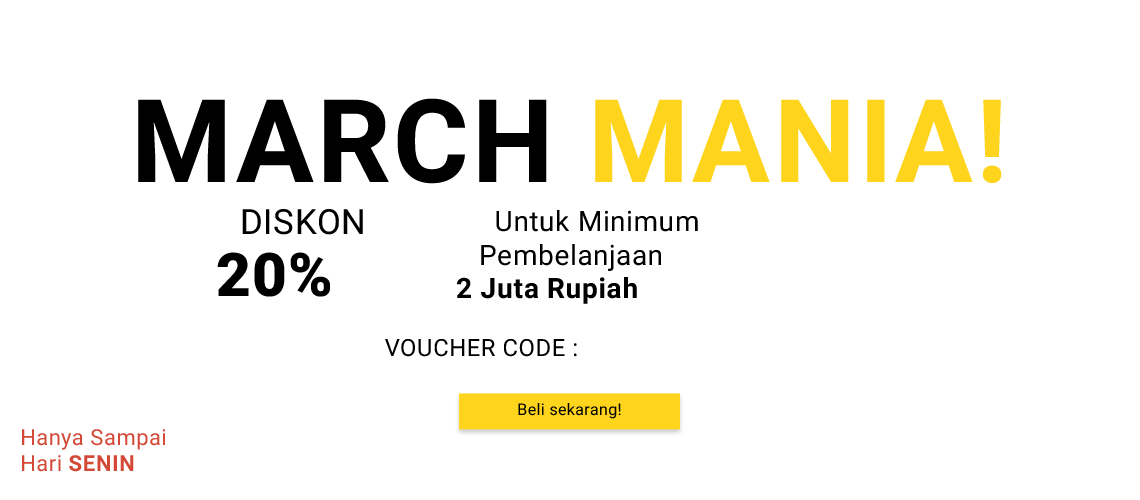 MARCH MANIA!
DISKON
20%
Untuk Minimum
Pembelanjaan
2 Juta Rupiah
VOUCHER CODE :
Beli sekarang!
Hanya Sampai
Hari SENIN